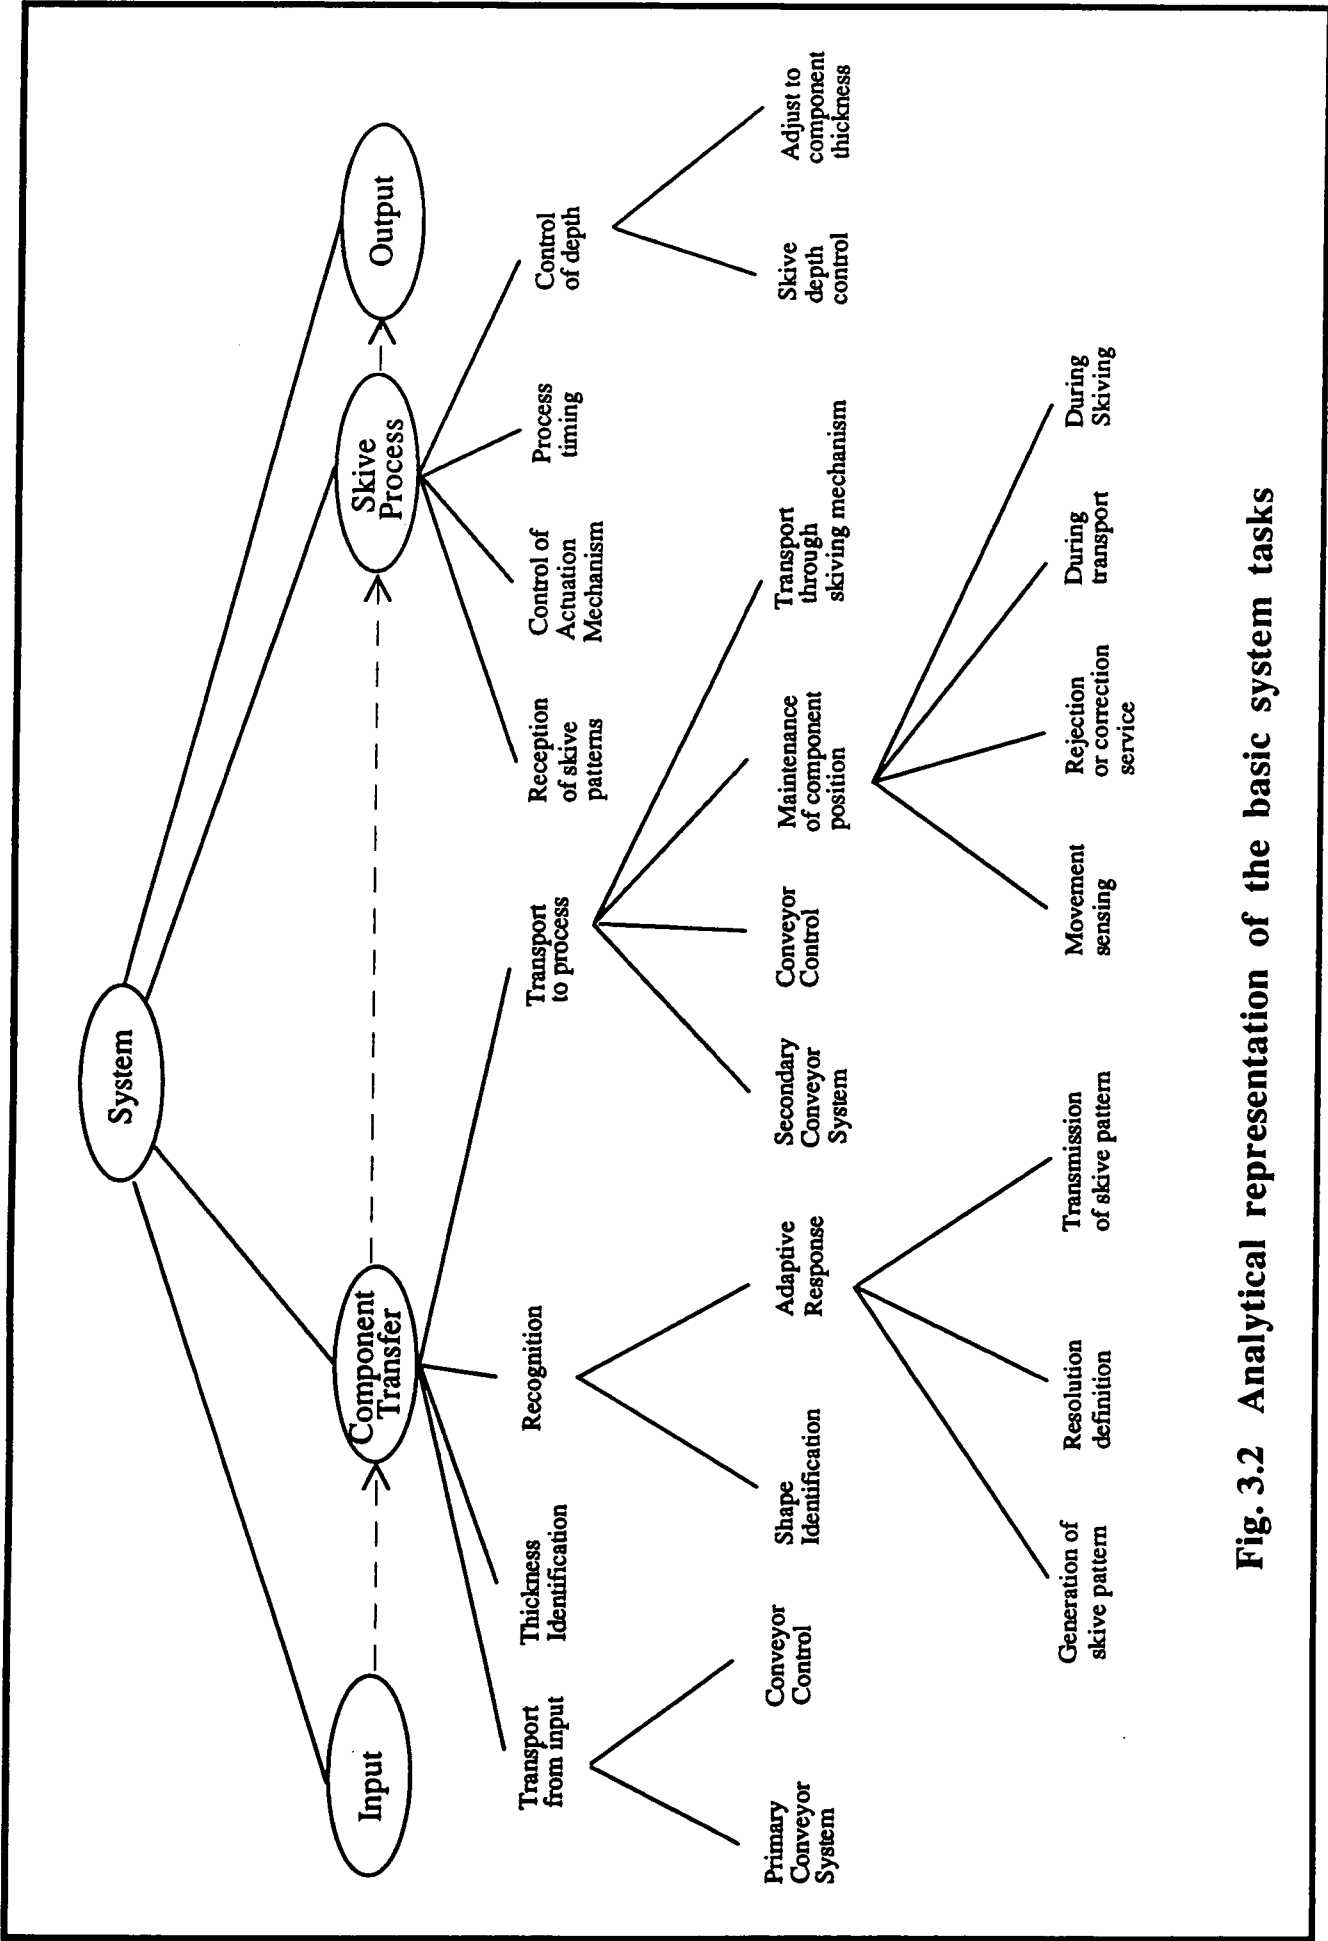 System
Input
Component
Transfer
Skive
Process
Output
Transport
from input
Thickness
Identification
Recognition
Transport
to process
Reception
of skive
patterns
Control of
Actuation
Mechanism
Process
timing
Control
of depth
Primary
Conveyor
System
Conveyor
Control
Shape
Identification
Adaptive
Response
Secondary
Conveyor
System
Conveyor
Control
Maintenance
of component
position
Transport
through
skiving mechanism
Skive
depth
control
Adjust to
component
thickness
Generation of
skive pattern
Resolution
definition
Transmission
of skive pattern
Movement
sensing
Rejection
or correction
service
During
transport
During
Skiving
Fig. 3.2 Analytical representation of the basic system tasks